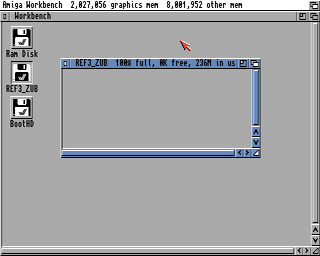 Amiga Workbench  2,027,056 graphics mem  8,001,952 other mem
Workbench
Ram Disk
REF3_ZUB  100% full, 0K free, 236M in us
REF3_ZUB
BootHD